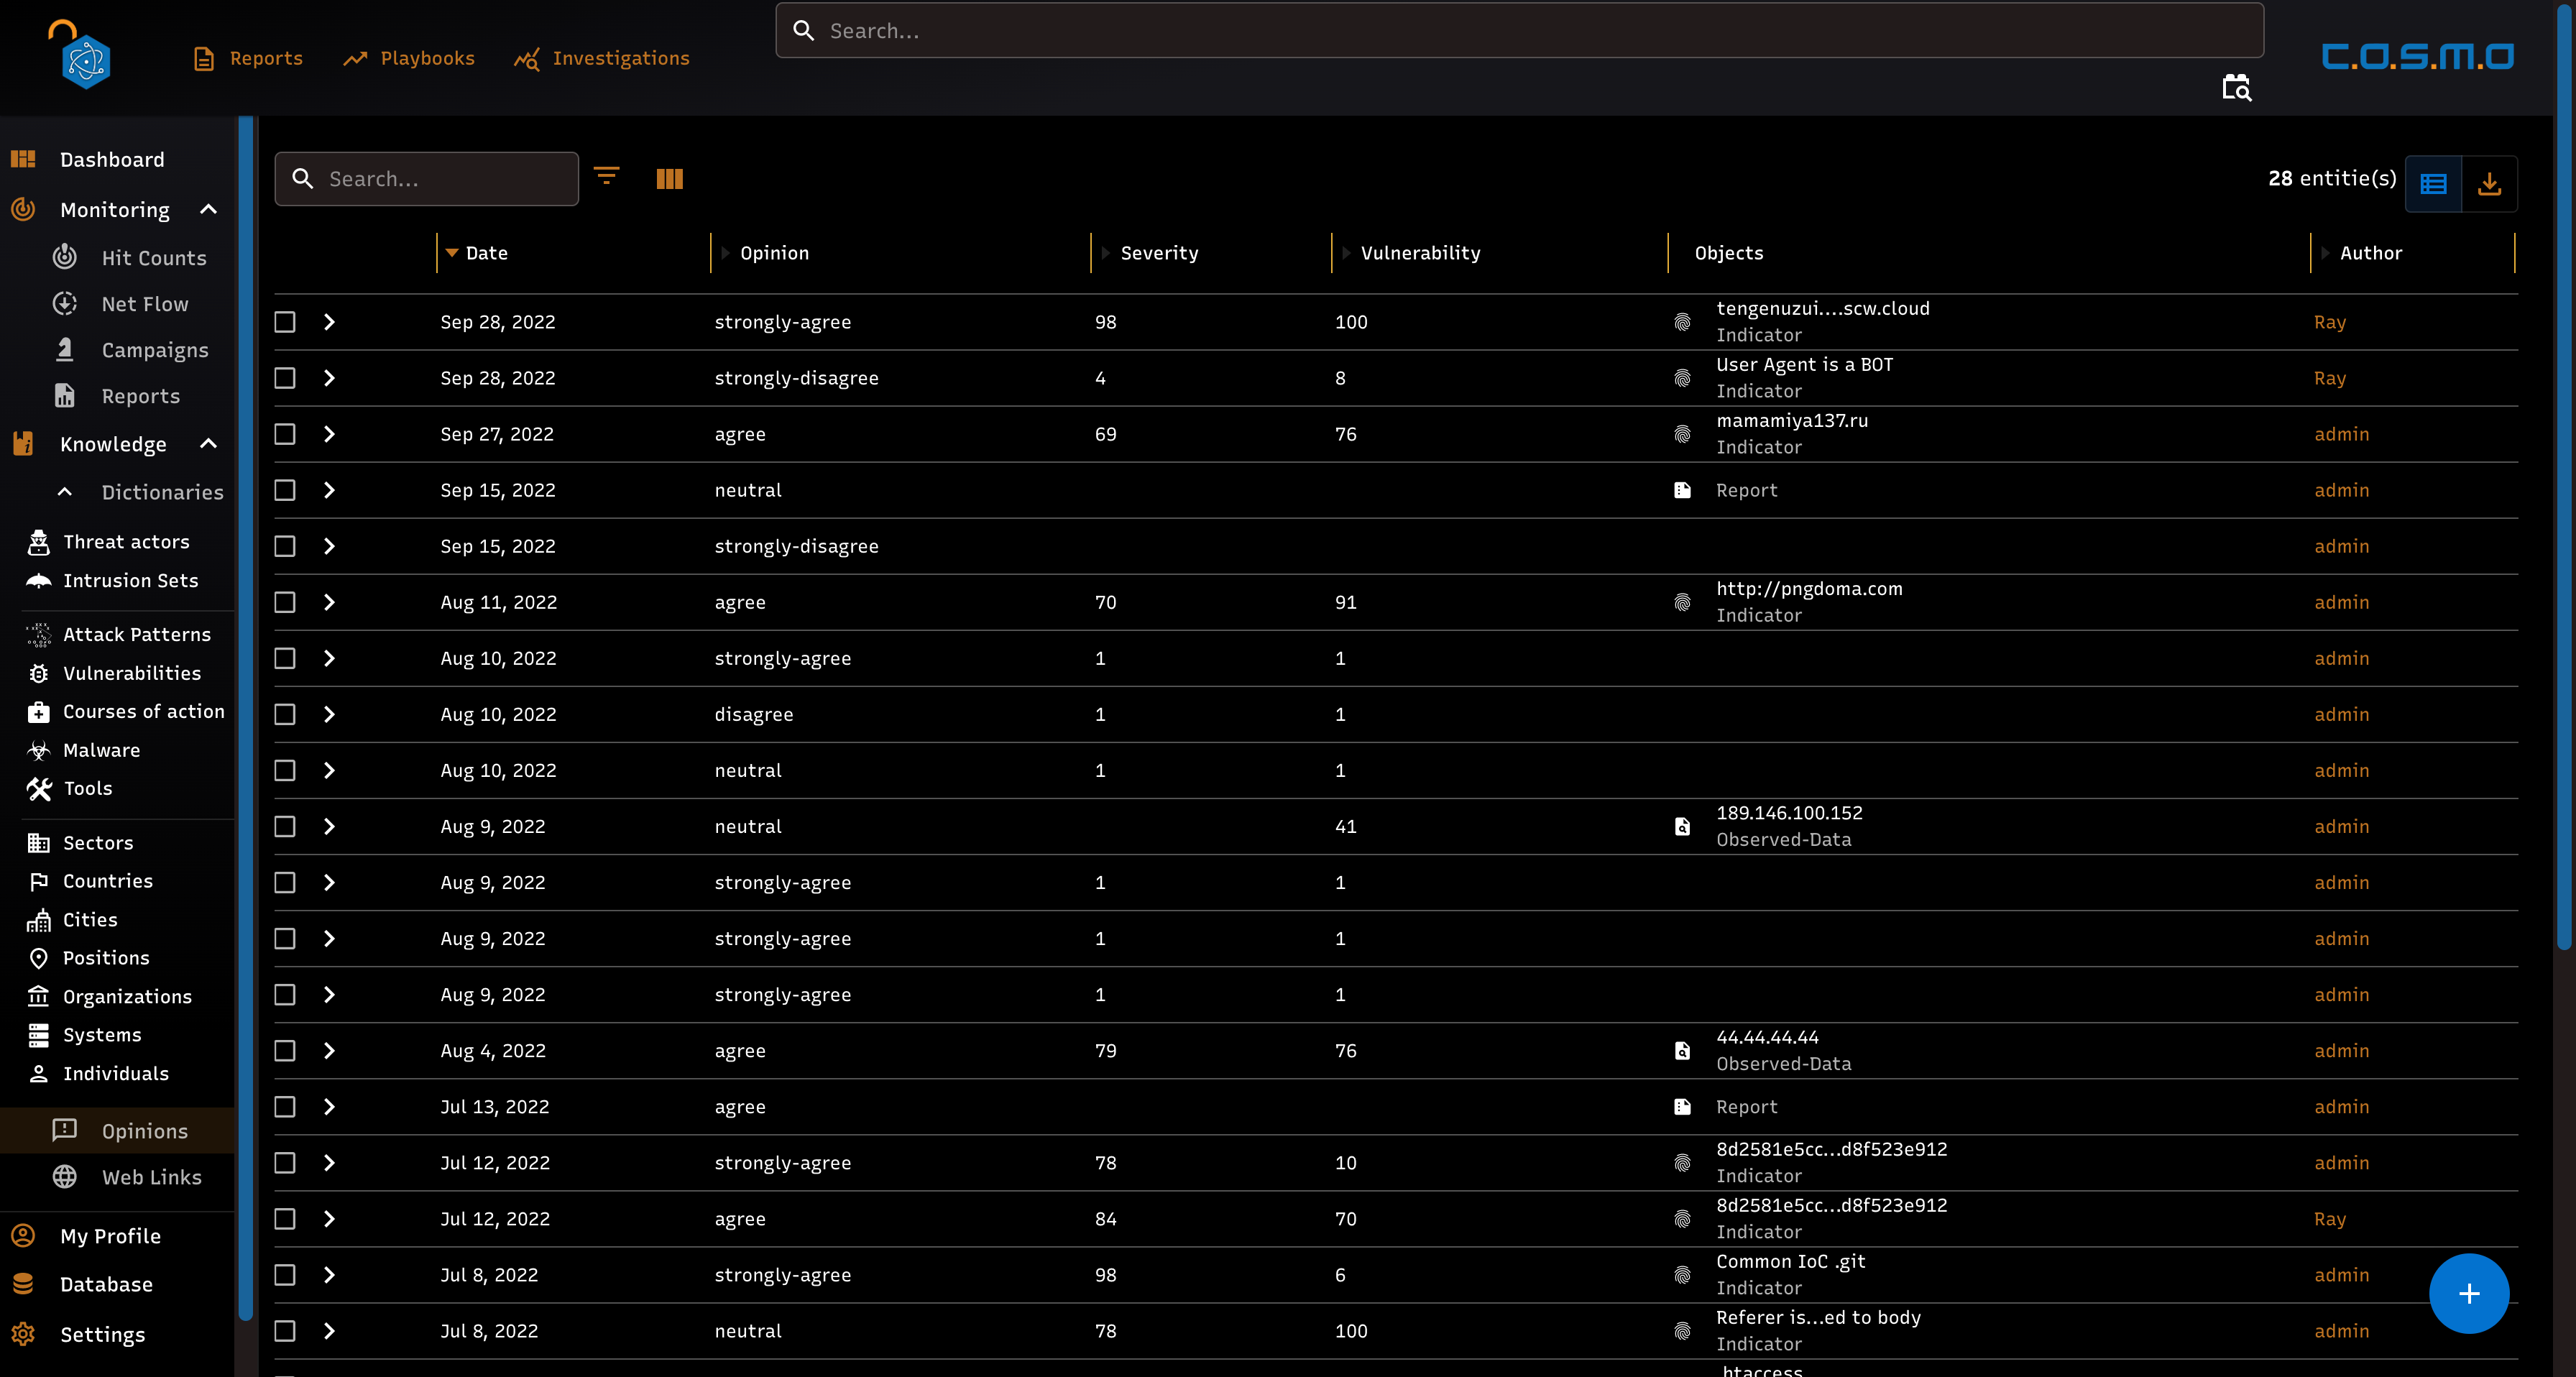 Reports Playbooks Investigations Search... c.o.s.m.o
Dashboard
Monitoring
Hit Counts
Net Flow
Campaigns
Reports
Knowledge
Dictionaries
Threat actors
Intrusion Sets
Attack Patterns
Vulnerabilities
Courses of action
Malware
Tools
Sectors
Countries
Cities
Positions
Organizations
Systems
Individuals
Opinions
Web Links
My Profile
Database
Settings
Search... 28 entitie(s)
Date Opinion Severity Vulnerability Objects Author
Sep 28, 2022 strongly-agree 98 100 tengenuzui....scw.cloud Indicator Ray
Sep 28, 2022 strongly-disagree 4 8 User Agent is a BOT Indicator Ray
Sep 27, 2022 agree 69 76 mamamiya137.ru Indicator admin
Sep 15, 2022 neutral Report admin
Sep 15, 2022 strongly-disagree admin
Aug 11, 2022 agree 70 91 http://pngdoma.com Indicator admin
Aug 10, 2022 strongly-agree 1 1 admin
Aug 10, 2022 disagree 1 1 admin
Aug 10, 2022 neutral 1 1 admin
Aug 9, 2022 neutral 41 189.146.100.152 Observed-Data admin
Aug 9, 2022 strongly-agree 1 1 admin
Aug 9, 2022 strongly-agree 1 1 admin
Aug 9, 2022 strongly-agree 1 1 admin
Aug 4, 2022 agree 79 76 44.44.44.44 Observed-Data admin
Jul 13, 2022 agree Report admin
Jul 12, 2022 strongly-agree 78 10 8d2581e5cc...d8f523e912 Indicator admin
Jul 12, 2022 agree 84 70 8d2581e5cc...d8f523e912 Indicator Ray
Jul 8, 2022 strongly-agree 98 6 Common IoC .git Indicator admin
Jul 8, 2022 neutral 78 100 Referer is...ed to body Indicator admin
.htaccess